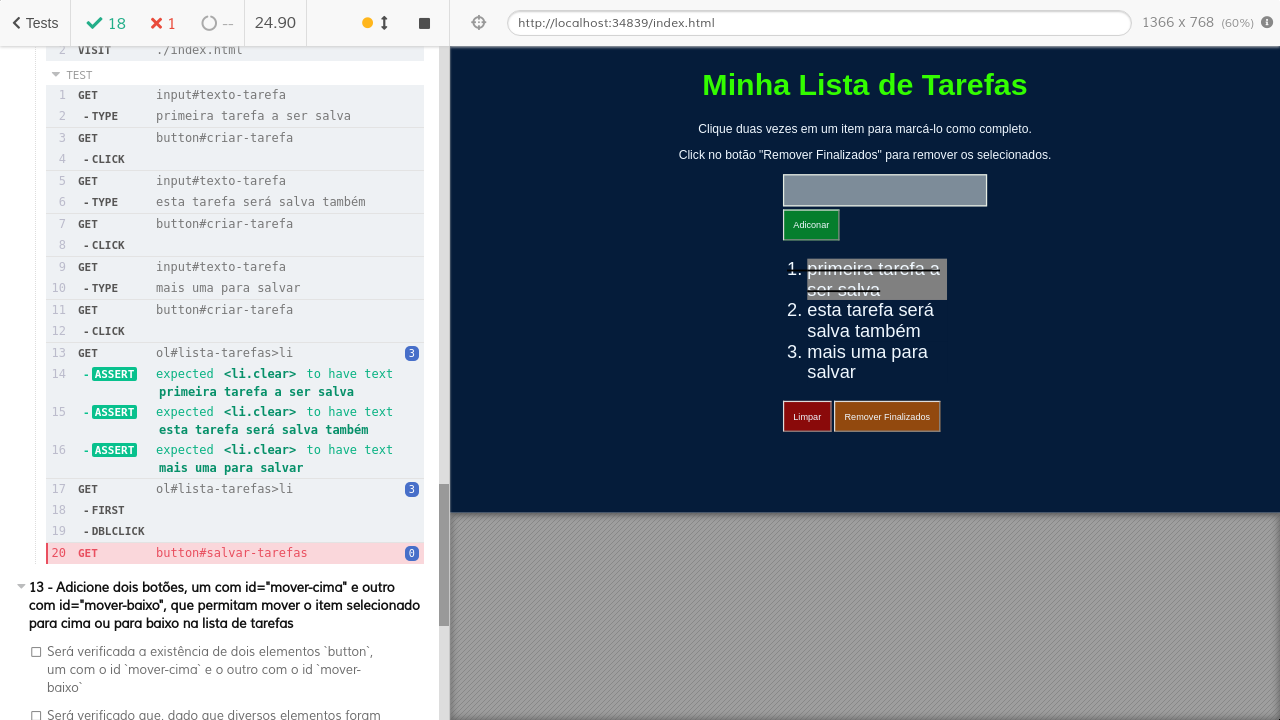 Tests
18
1
--
24.90
http://localhost:34839/index.html
1366 x 768 (60%)
2 VISIT ./index.html
TEST
1 GET input#texto-tarefa
2 -TYPE primeira tarefa a ser salva
3 GET button#criar-tarefa
4 -CLICK
5 GET input#texto-tarefa
6 -TYPE esta tarefa será salva também
7 GET button#criar-tarefa
8 -CLICK
9 GET input#texto-tarefa
10 -TYPE mais uma para salvar
11 GET button#criar-tarefa
12 -CLICK
13 GET ol#lista-tarefas>li 3
14 -ASSERT expected <li.clear> to have text
primeira tarefa a ser salva
15 -ASSERT expected <li.clear> to have text
esta tarefa será salva também
16 -ASSERT expected <li.clear> to have text
mais uma para salvar
17 GET ol#lista-tarefas>li 3
18 -FIRST
19 -DBLCLICK
20 GET button#salvar-tarefas 0
13 - Adicione dois botões, um com id="mover-cima" e outro
com id="mover-baixo", que permitam mover o item selecionado
para cima ou para baixo na lista de tarefas
Será verificada a existência de dois elementos `button`,
um com o id `mover-cima` e o outro com o id `mover-
baixo`
Será verificado que, dado que diversos elementos foram
Minha Lista de Tarefas
Clique duas vezes em um item para marcá-lo como completo.
Click no botão "Remover Finalizados" para remover os selecionados.
Adiconar
1. primeira tarefa a
ser salva
2. esta tarefa será
salva também
3. mais uma para
salvar
Limpar
Remover Finalizados